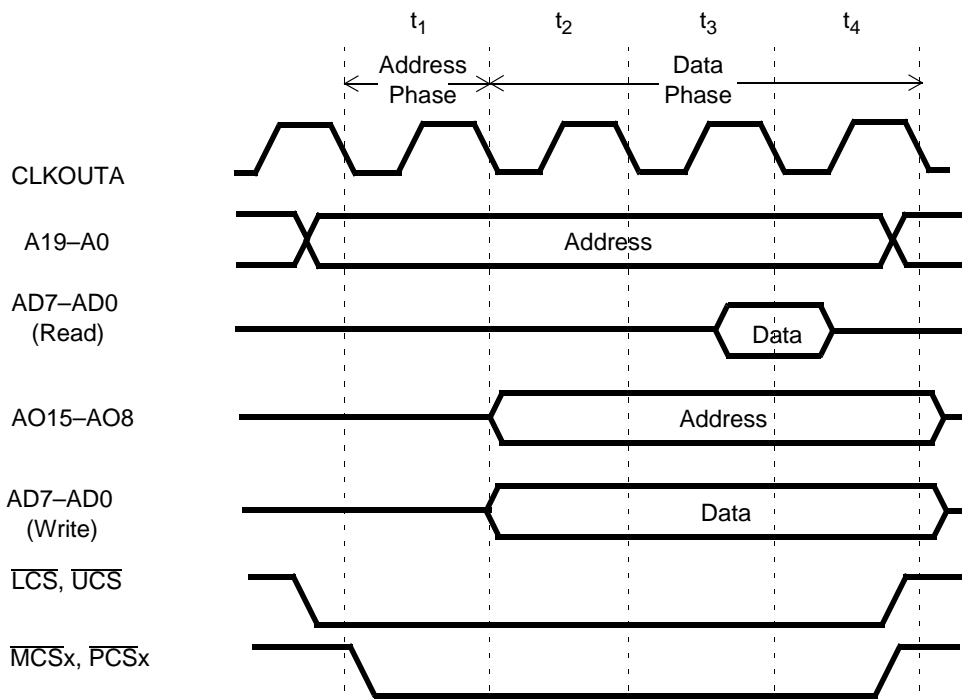 t1 t2 t3 t4
Address Phase
Data Phase
CLKOUTA
A19–A0
Address
AD7–AD0
(Read)
Data
AO15–AO8
Address
AD7–AD0
(Write)
Data
LCS, UCS
MCSx, PCSx